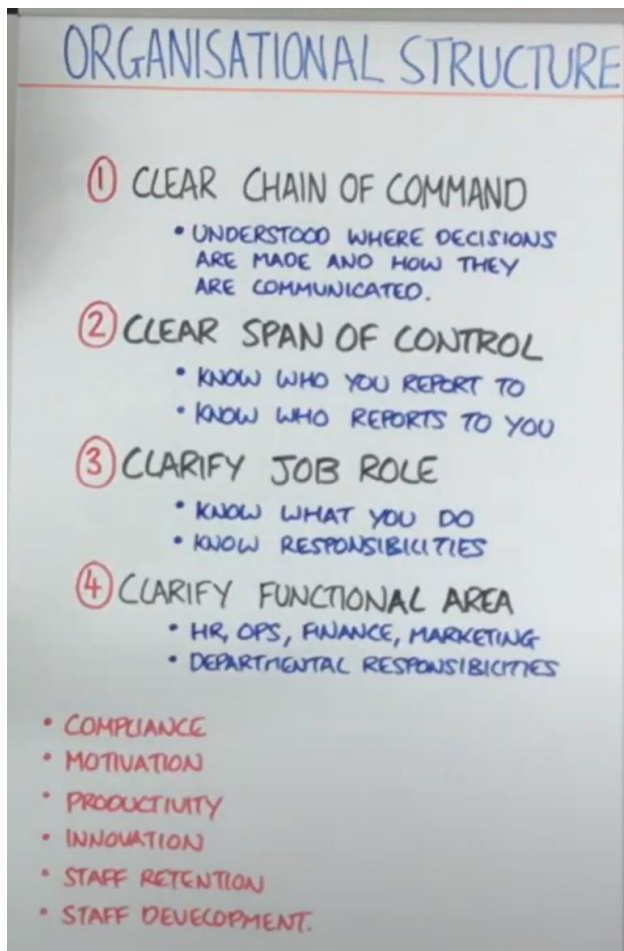 ORGANISATIONAL STRUCTURE
① CLEAR CHAIN OF COMMAND
• UNDERSTOOD WHERE DECISIONS
ARE MADE AND HOW THEY
ARE COMMUNICATED.
② CLEAR SPAN OF CONTROL
• KNOW WHO YOU REPORT TO
• KNOW WHO REPORTS TO YOU
③ CLARIFY JOB ROLE
• KNOW WHAT YOU DO
• KNOW RESPONSIBILITIES
④ CLARIFY FUNCTIONAL AREA
• HR, OPS, FINANCE, MARKETING
• DEPARTMENTAL RESPONSIBILITIES
• COMPLIANCE
• MOTIVATION
• PRODUCTIVITY
• INNOVATION
• STAFF RETENTION
• STAFF DEVELOPMENT.